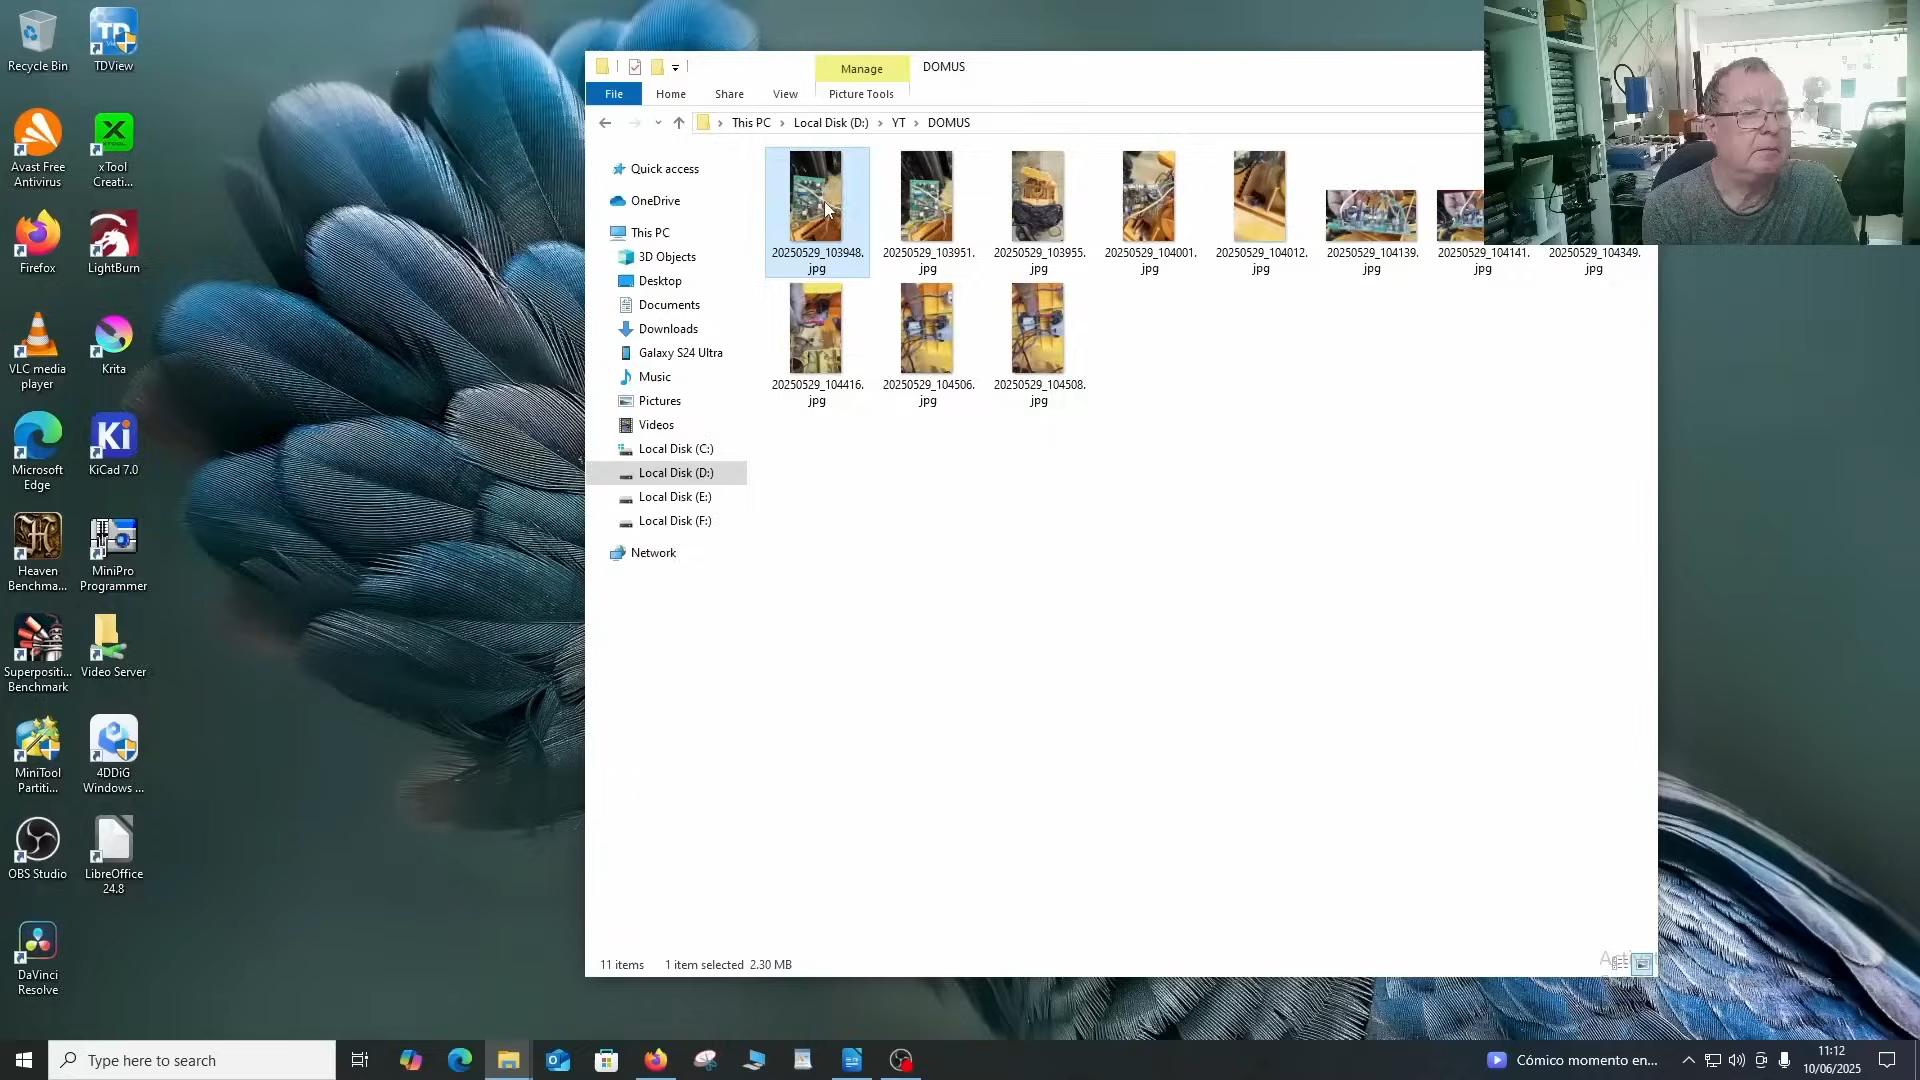 Recycle Bin
TDView
Avast Free
Antivirus
xTool
Creati...
Firefox
LightBurn
VLC media
player
Krita
Microsoft
Edge
KiCad 7.0
Heaven
Benchma...
MiniPro
Programmer
Superpositi...
Benchmark
Video Server
MiniTool
Partiti...
4DDiG
Windows ...
OBS Studio
LibreOffice
24.8
DaVinci
Resolve
Manage
DOMUS
File
Home
Share
View
Picture Tools
This PC
Local Disk (D:)
YT
DOMUS
Quick access
OneDrive
This PC
3D Objects
Desktop
Documents
Downloads
Galaxy S24 Ultra
Music
Pictures
Videos
Local Disk (C:)
Local Disk (D:)
Local Disk (E:)
Local Disk (F:)
Network
20250529_103948.
jpg
20250529_103951.
jpg
20250529_103955.
jpg
20250529_104001.
jpg
20250529_104012.
jpg
20250529_104139.
jpg
20250529_104141.
jpg
20250529_104349.
jpg
20250529_104416.
jpg
20250529_104506.
jpg
20250529_104508.
jpg
11 items
1 item selected 2.30 MB
Type here to search
Cómico momento en...
11:12
10/06/2025